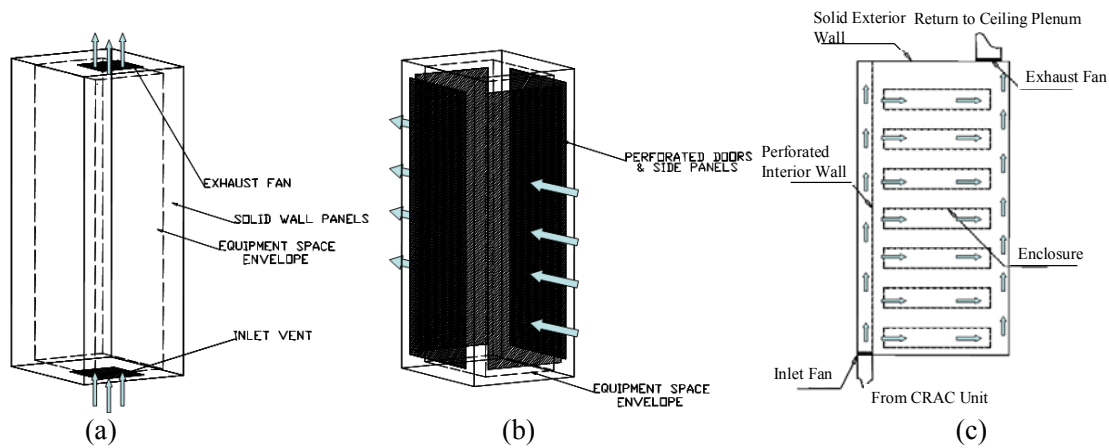 EXHAUST FAN
SOLID WALL PANELS
EQUIPMENT SPACE
ENVELOPE
INLET VENT
(a)
PERFORATED DOORS
& SIDE PANELS
EQUIPMENT SPACE
ENVELOPE
(b)
Solid Exterior
Wall
Return to Ceiling Plenum
Exhaust Fan
Perforated
Interior Wall
Enclosure
Inlet Fan
From CRAC Unit
(c)